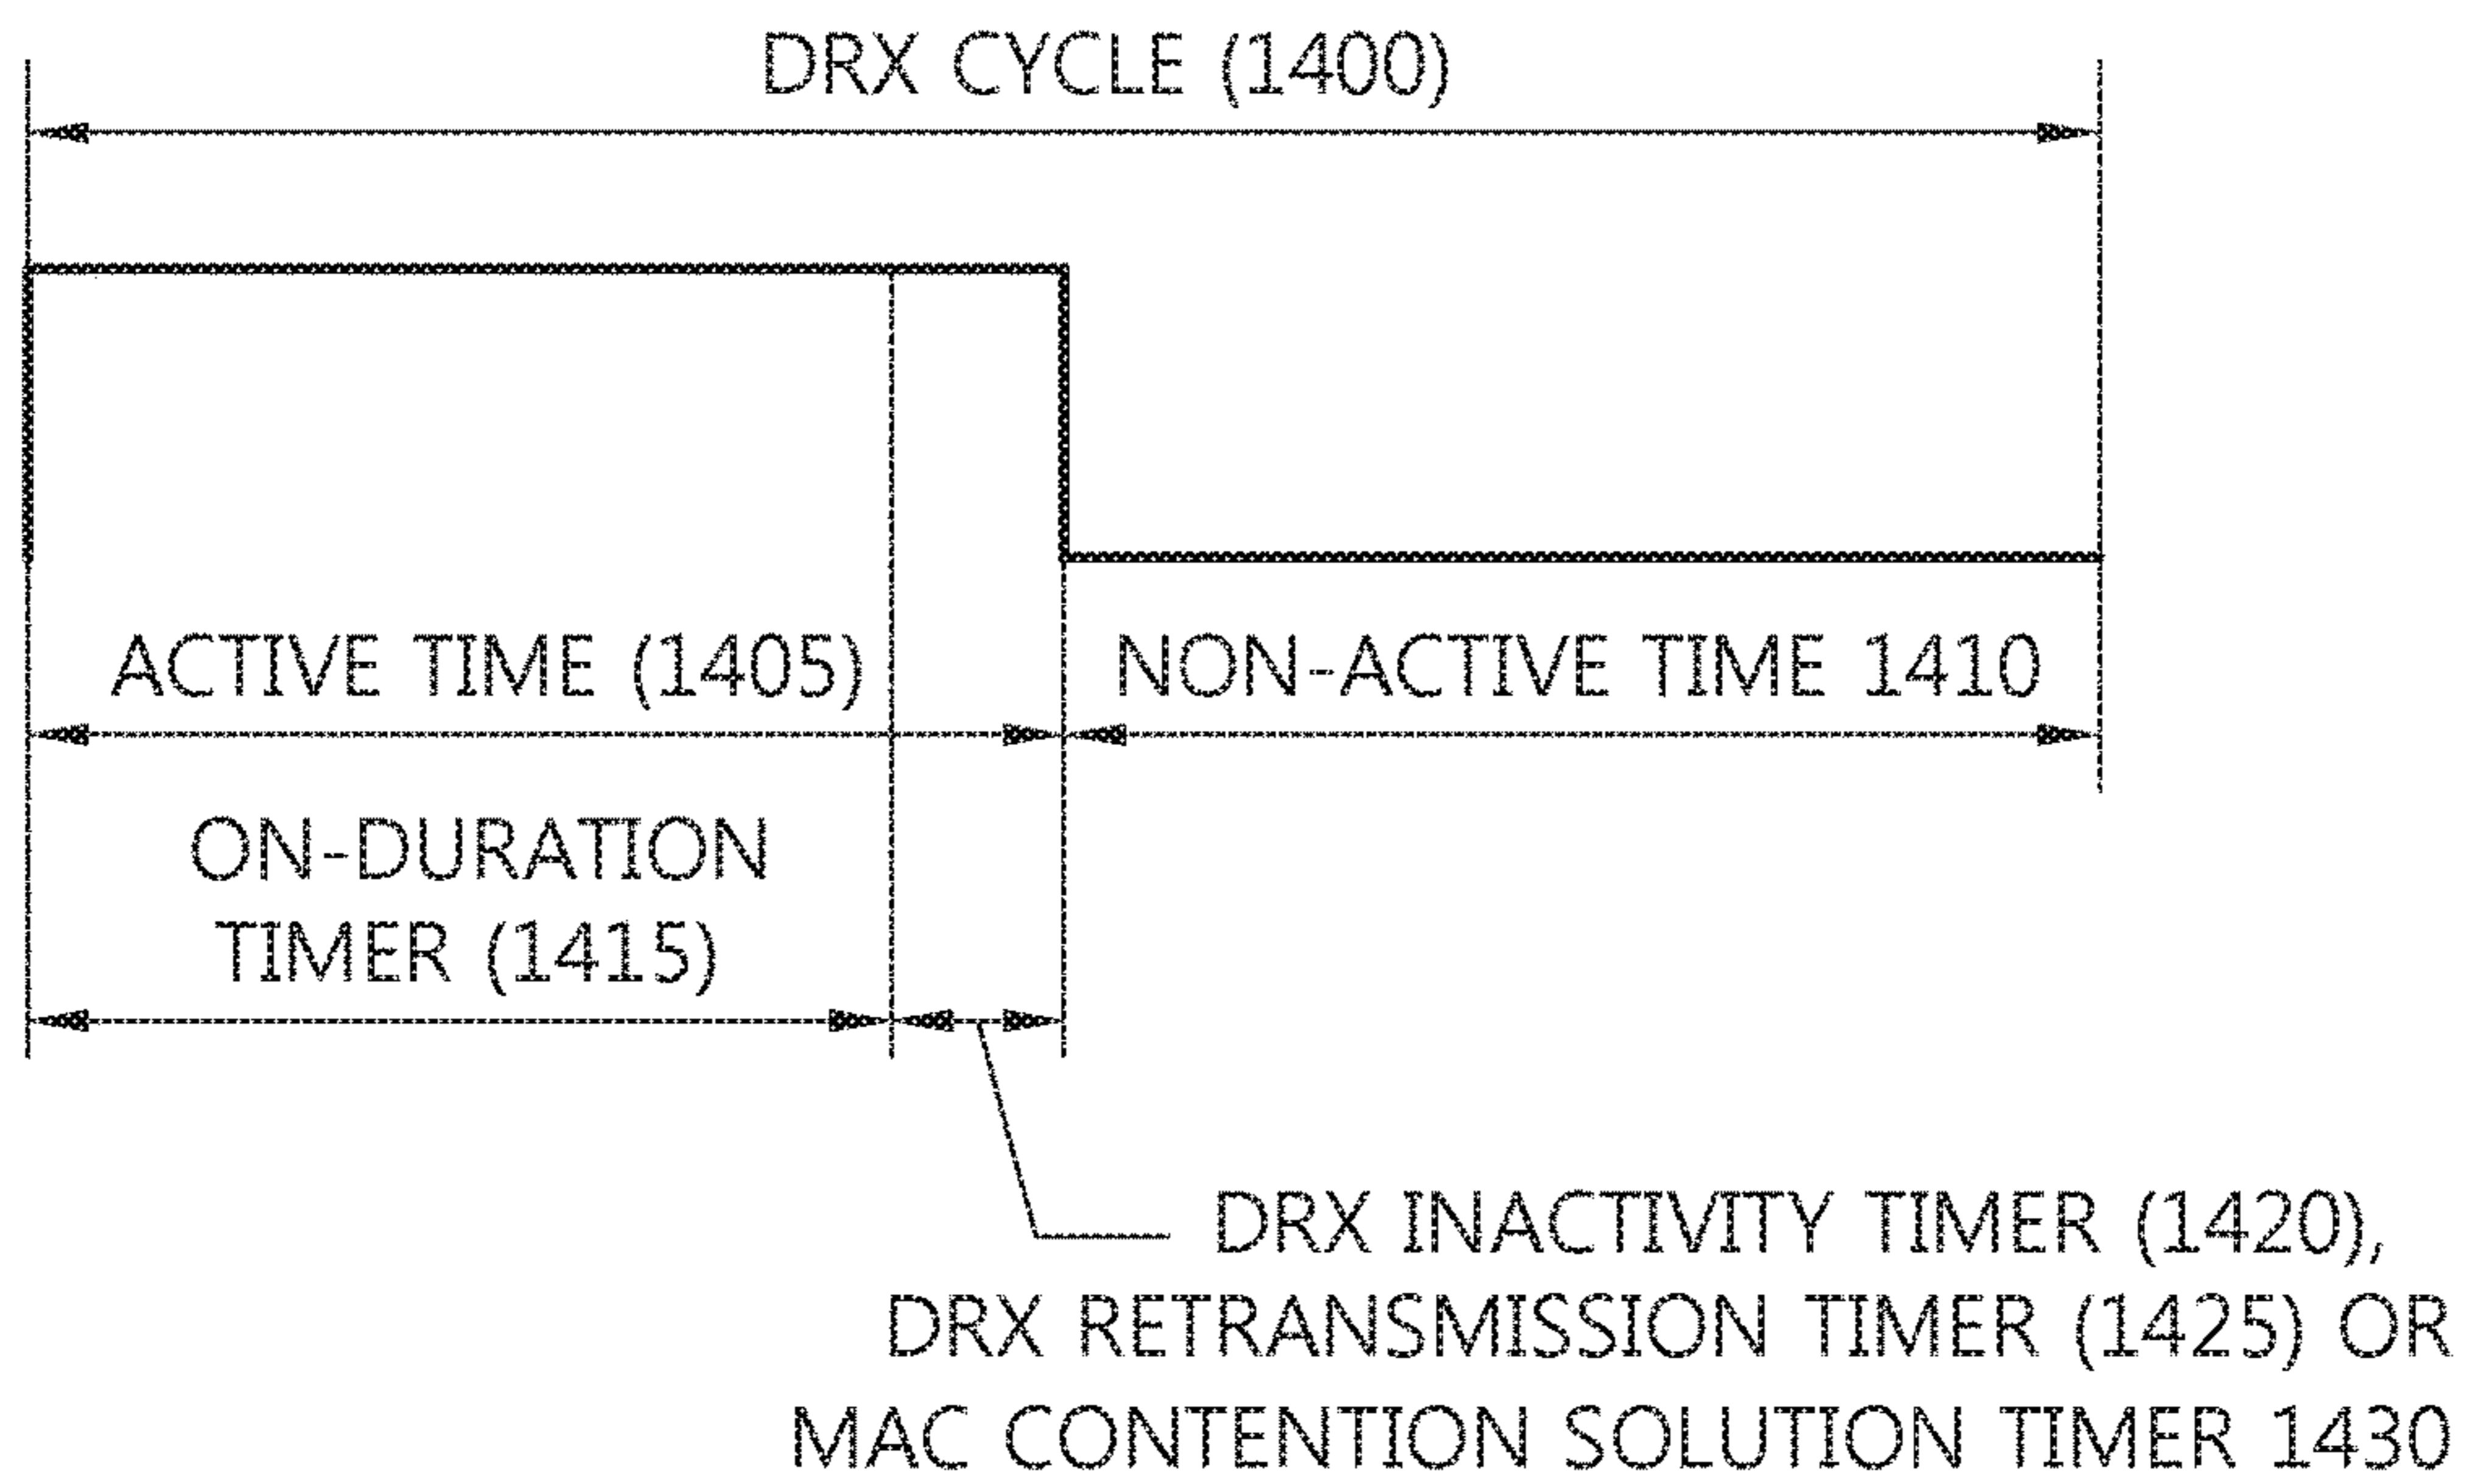 DRX CYCLE (1400)
ACTIVE TIME (1405)
NON-ACTIVE TIME 1410
ON-DURATION
TIMER (1415)
DRX INACTIVITY TIMER (1420),
DRX RETRANSMISSION TIMER (1425) OR
MAC CONTENTION SOLUTION TIMER 1430